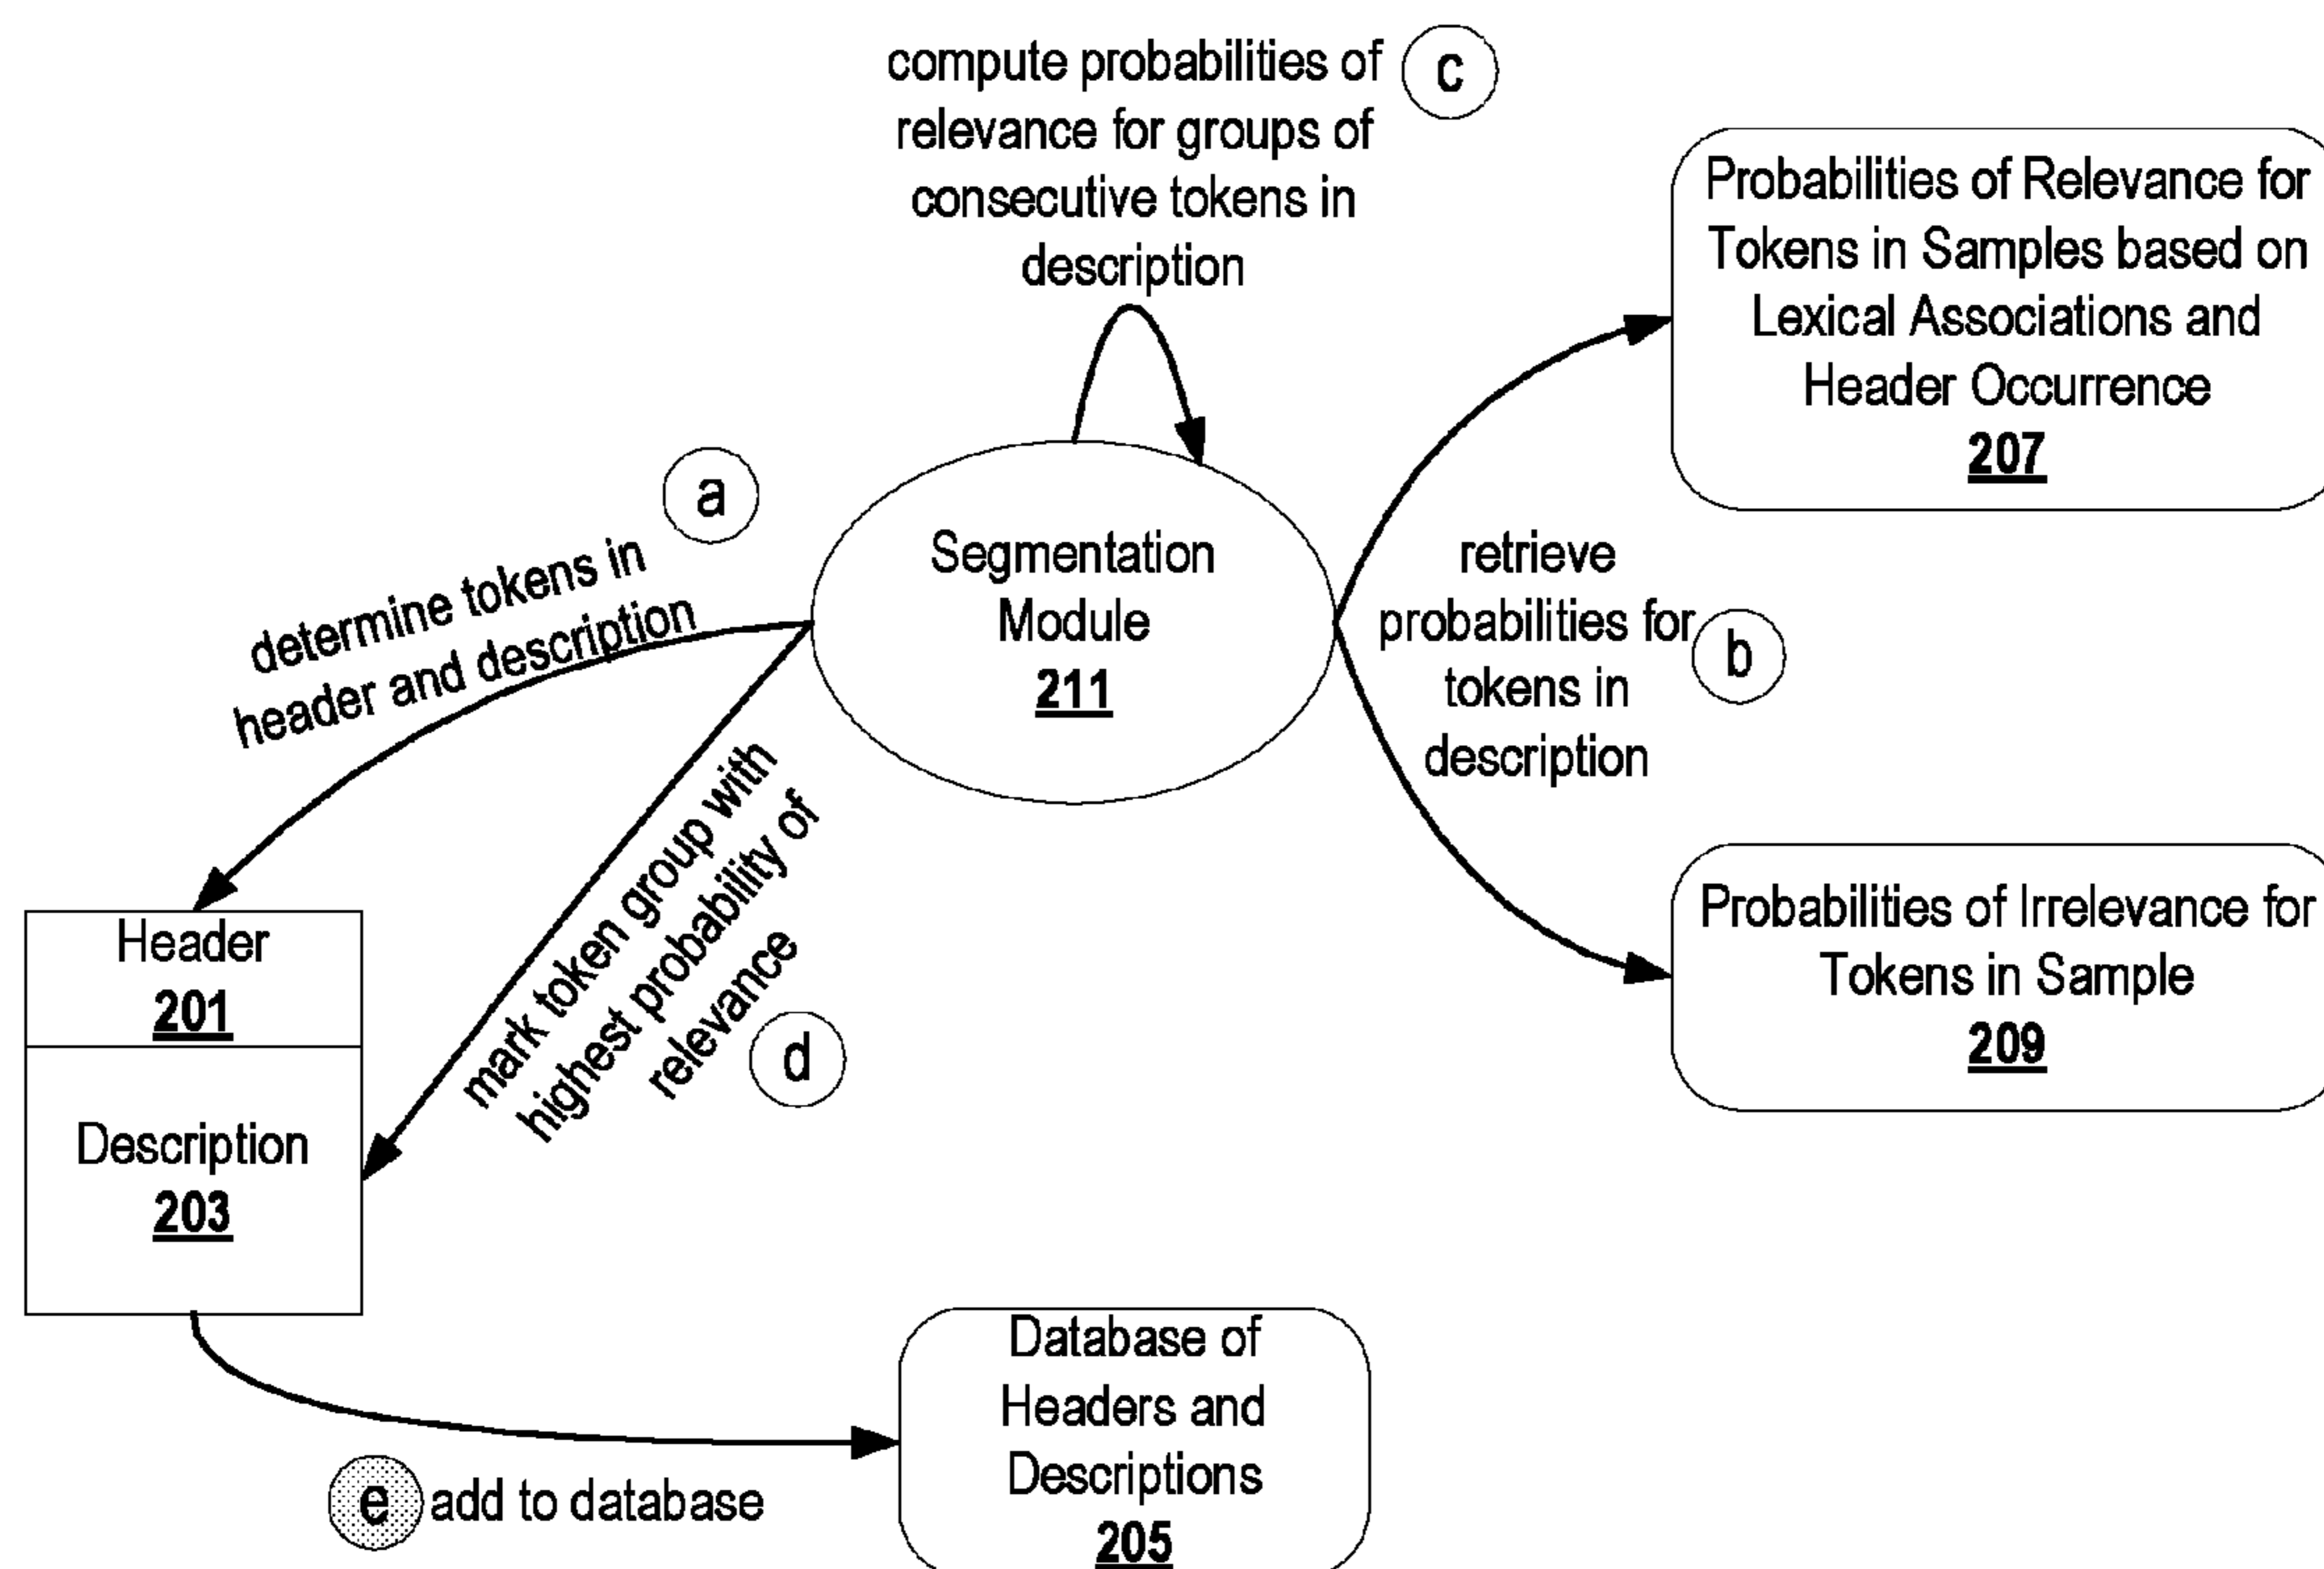 compute probabilities of
relevance for groups of
consecutive tokens in
description
c
Probabilities of Relevance for
Tokens in Samples based on
Lexical Associations and
Header Occurrence
207
a
determine tokens in
header and description
Segmentation
Module
211
retrieve
probabilities for
tokens in
description
b
mark token group with
highest probability of
relevance
d
Probabilities of Irrelevance for
Tokens in Sample
209
Header
201
Description
203
e add to database
Database of
Headers and
Descriptions
205